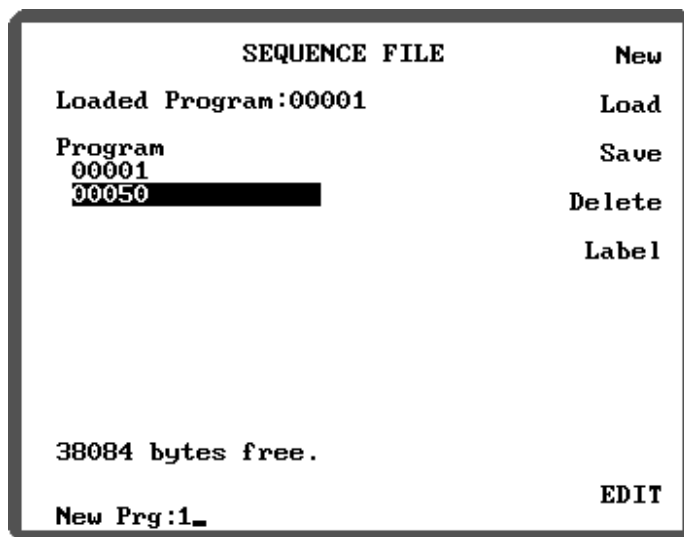 SEQUENCE FILE
New
Loaded Program:00001
Load
Program
Save
00001
00050
Delete
Label
38084 bytes free.
EDIT
New Prg:1_